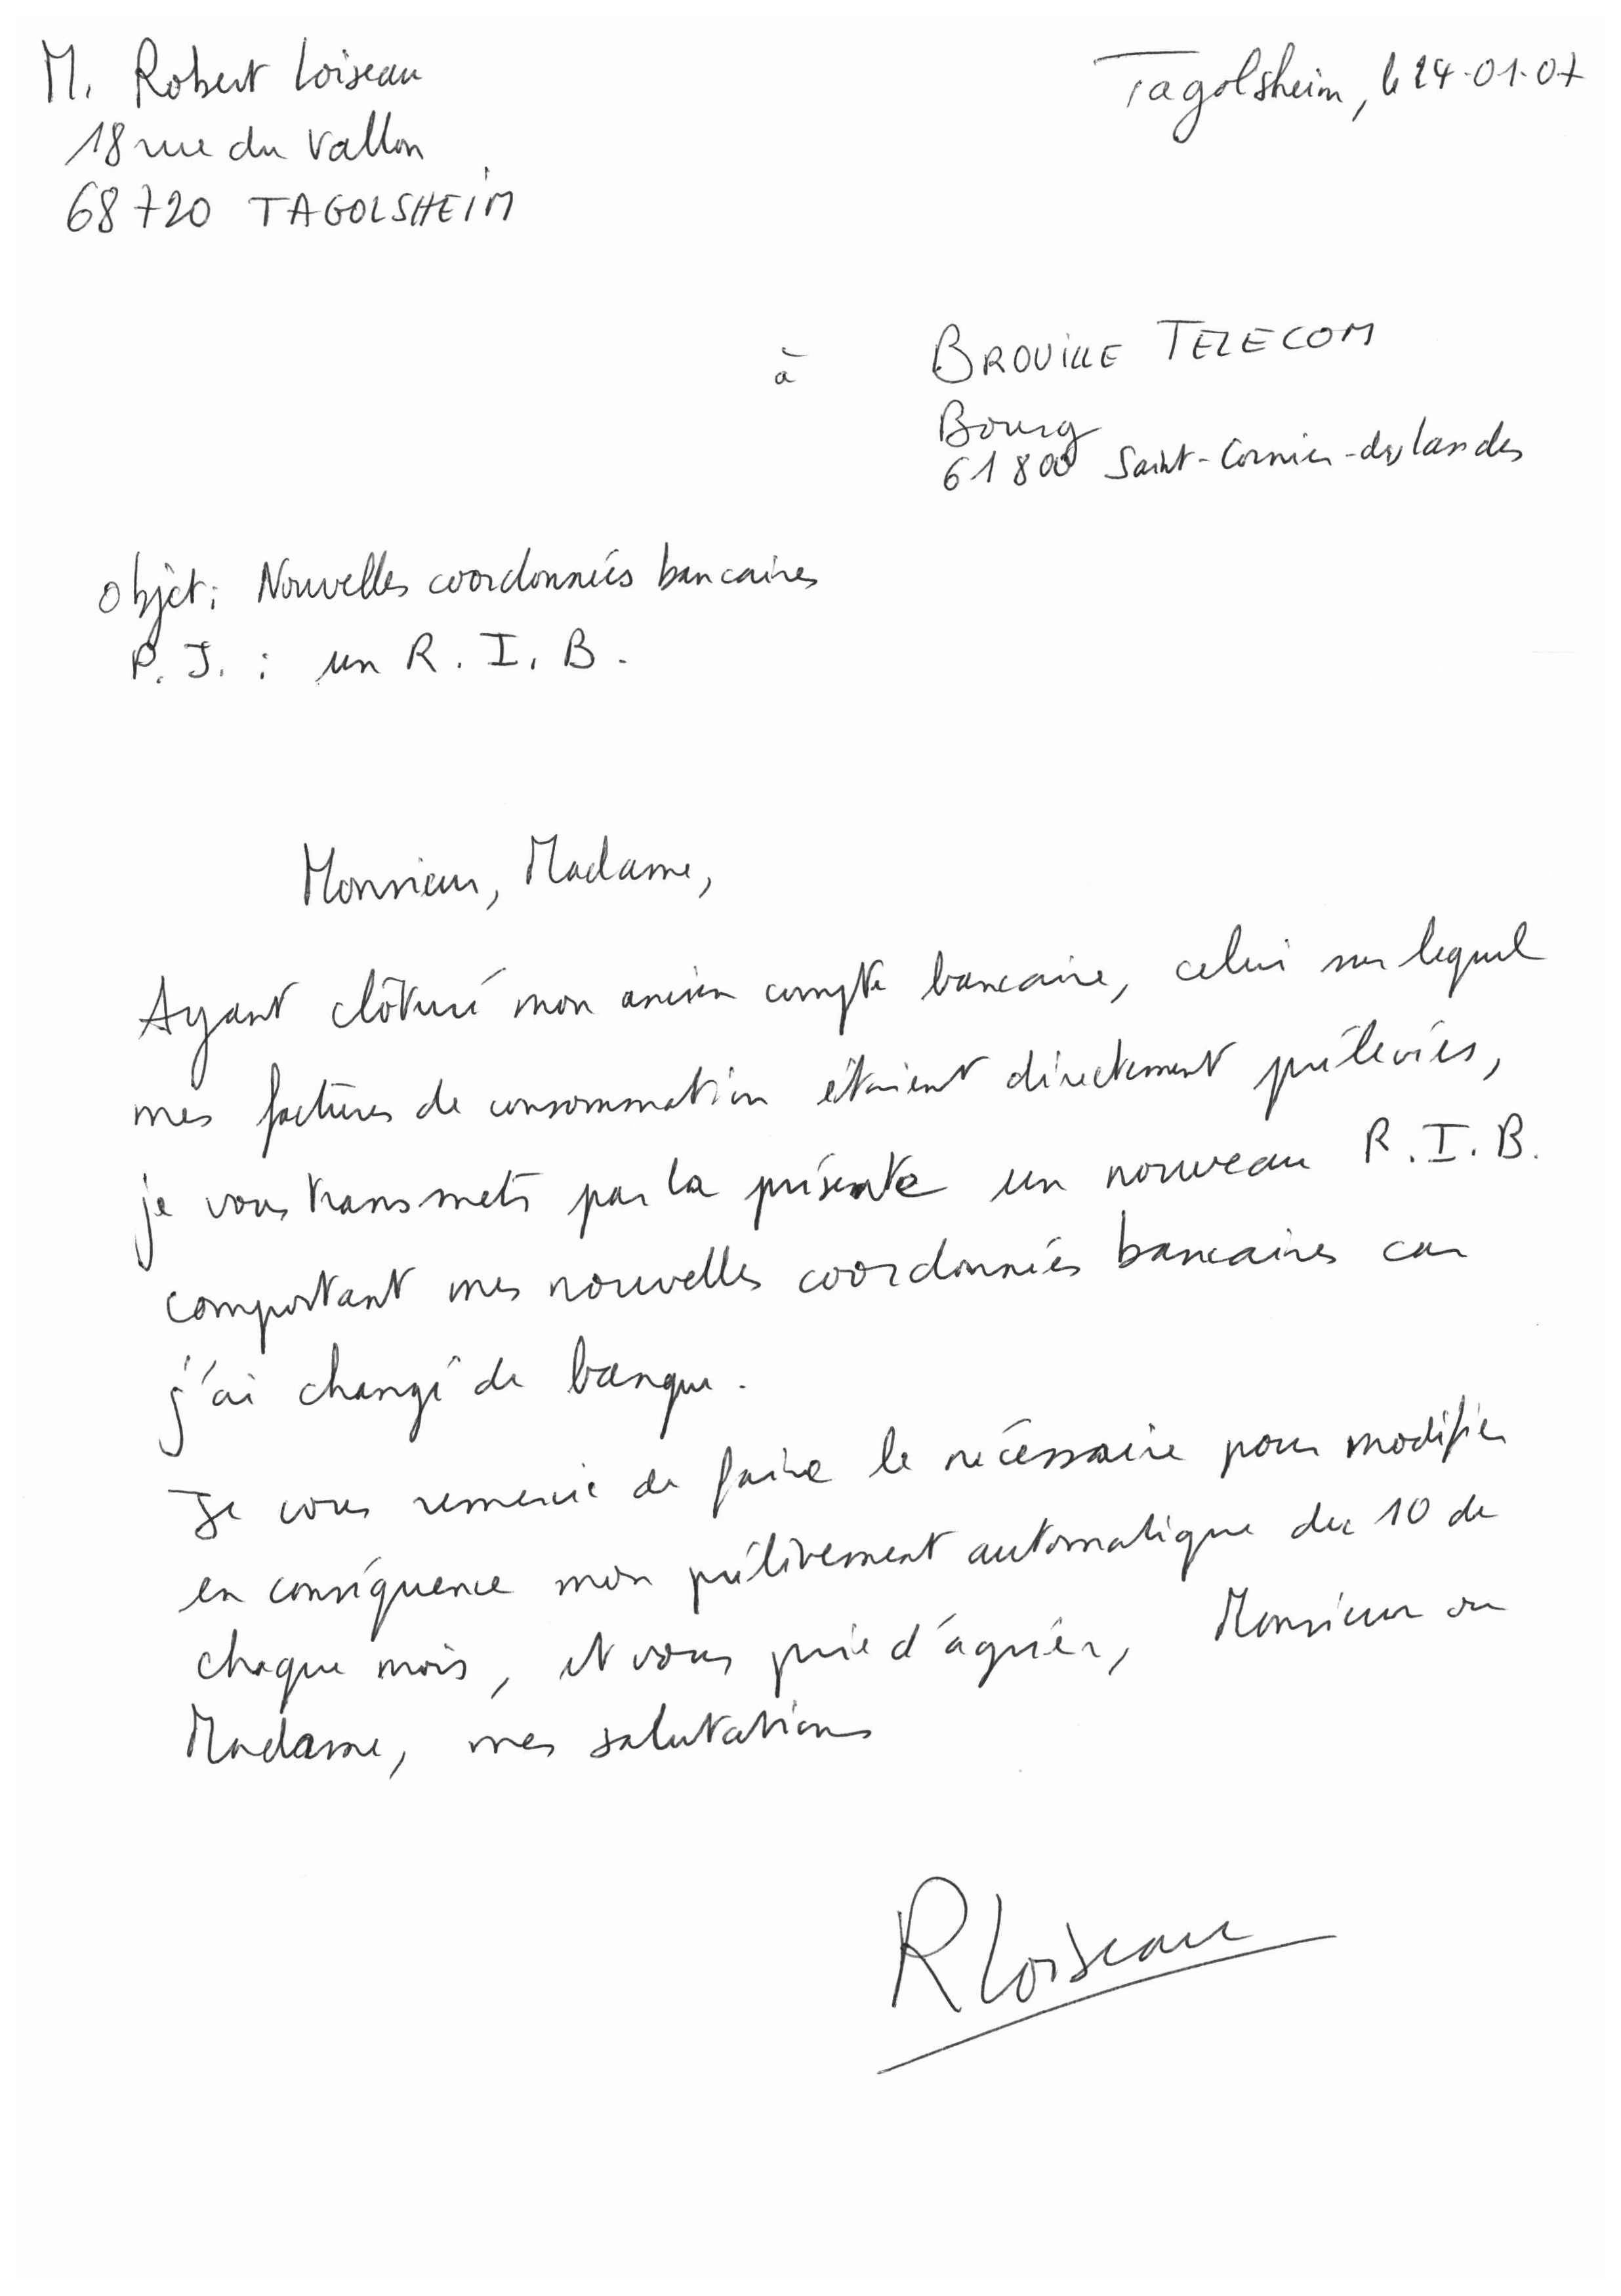 M. Robert Loiseau
Tagolsheim, le 24-01-07
18 rue du Vallon
68720 TAGOLSHEIM
à BROUILLE TELECOM
Bourg
61800 Saint-Cornier-des-landes
Objet : Nouvelles coordonnées bancaires
P.J. : un R.I.B.
Monsieur, Madame,
Ayant clôturé mon ancien compte bancaire, celui sur lequel
mes factures de consommation étaient directement prélevées,
je vous transmets par la présente un nouveau R.I.B.
comportant mes nouvelles coordonnées bancaires car
j'ai changé de banque.
Je vous remercie de faire le nécessaire pour modifier
en conséquence mon prélèvement automatique du 10 de
chaque mois, et vous prie d'agréer, Monsieur ou
Madame, mes salutations
R Loiseau